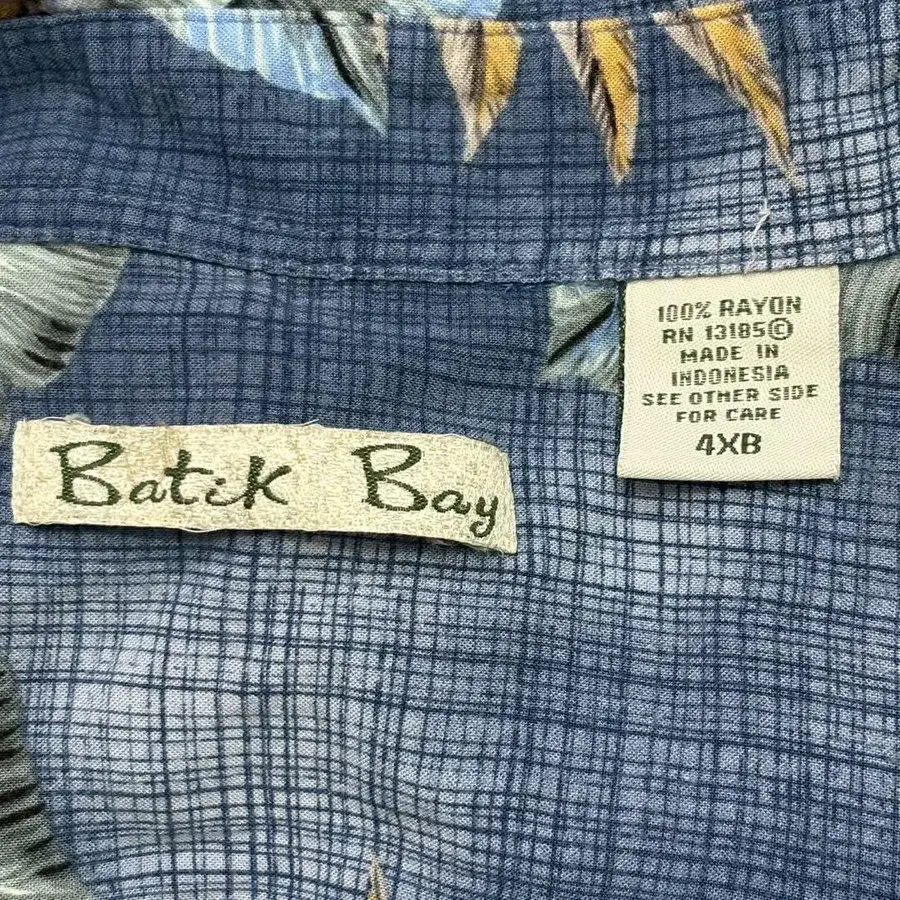 Batik Bay
100% RAYON
RN 13185©
MADE IN
INDONESIA
SEE OTHER SIDE
FOR CARE
4XB